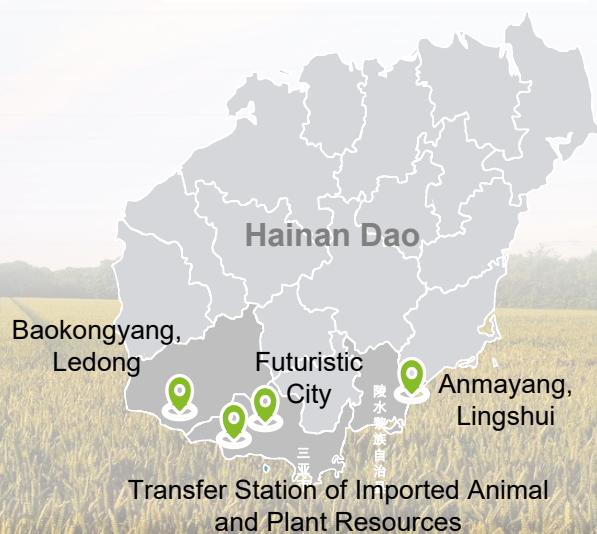 Hainan Dao
Baokongyang,
Ledong
Futuristic
City
Anmayang,
Lingshui
陵水黎族自治
三亚
Transfer Station of Imported Animal
and Plant Resources